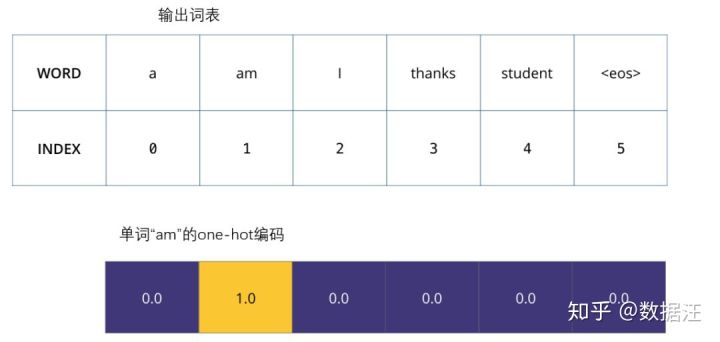 输出词表
WORD a am I thanks student <eos>
INDEX 0 1 2 3 4 5
单词“am”的one-hot编码
0.0 1.0 0.0 0.0 0.0 0.0
知乎 @数据汪